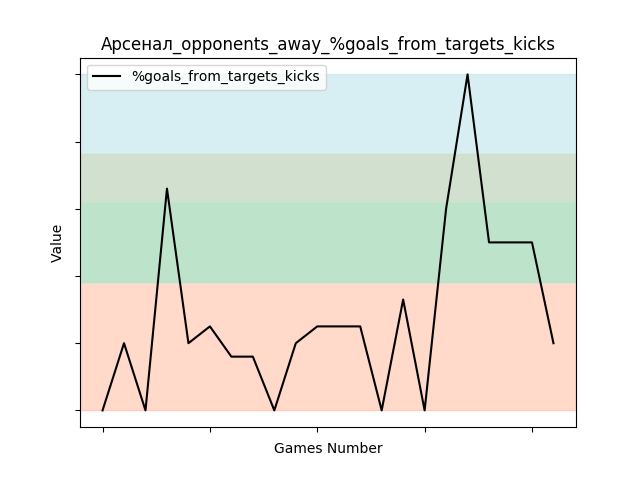 Арсенал_opponents_away_%goals_from_targets_kicks
%goals_from_targets_kicks
Value
Games Number